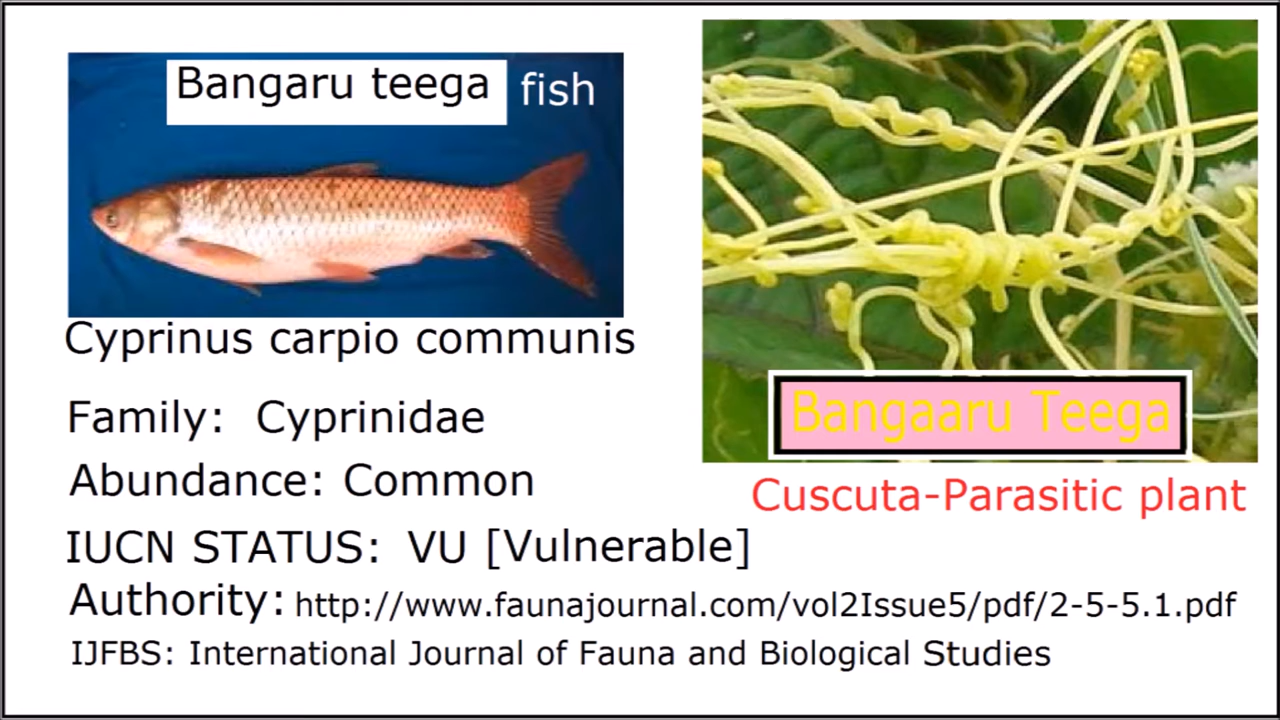 Bangaru teega fish
Cyprinus carpio communis
Family: Cyprinidae
Abundance: Common
Bangaaru Teega
Cuscuta-Parasitic plant
IUCN STATUS: VU [Vulnerable]
Authority: http://www.faunajournal.com/vol2Issue5/pdf/2-5-5.1.pdf
IJFBS: International Journal of Fauna and Biological Studies